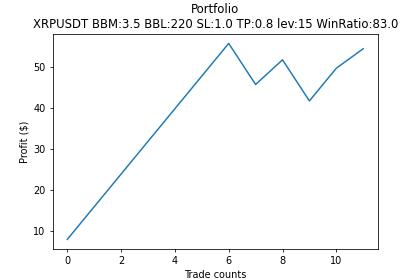 Portfolio
XRPUSDT BBM:3.5 BBL:220 SL:1.0 TP:0.8 lev:15 WinRatio:83.0
50
40
30
20
10
Profit ($)
0 2 4 6 8 10
Trade counts